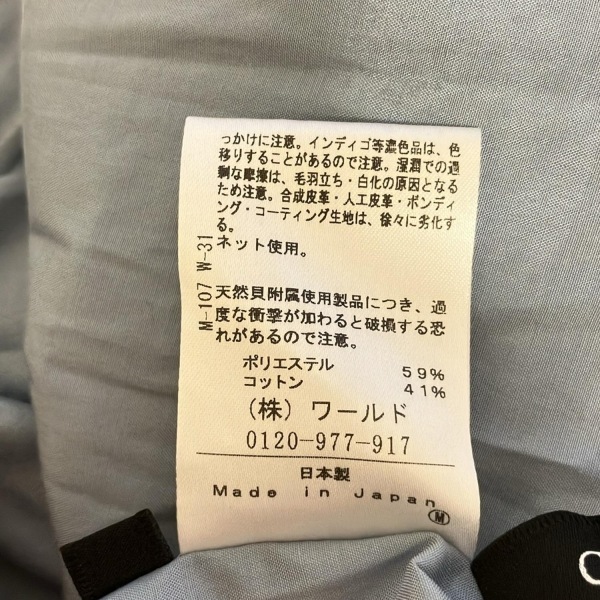 っかけに注意。インディゴ等濃色品は、色
移りすることがあるので注意。湿潤での過
剰な摩擦は、毛羽立ち・白化の原因となる
ため注意。合成皮革・人工皮革・ボンディ
ング・コーティング生地は、徐々に劣化す
る。
ネット使用。
M-107 W-31
天然貝附属使用製品につき、過
度な衝撃が加わると破損する恐
れがあるので注意。
ポリエステル 59%
コットン 41%
(株) ワールド
0120-977-917
日本製
Made in Japan
M